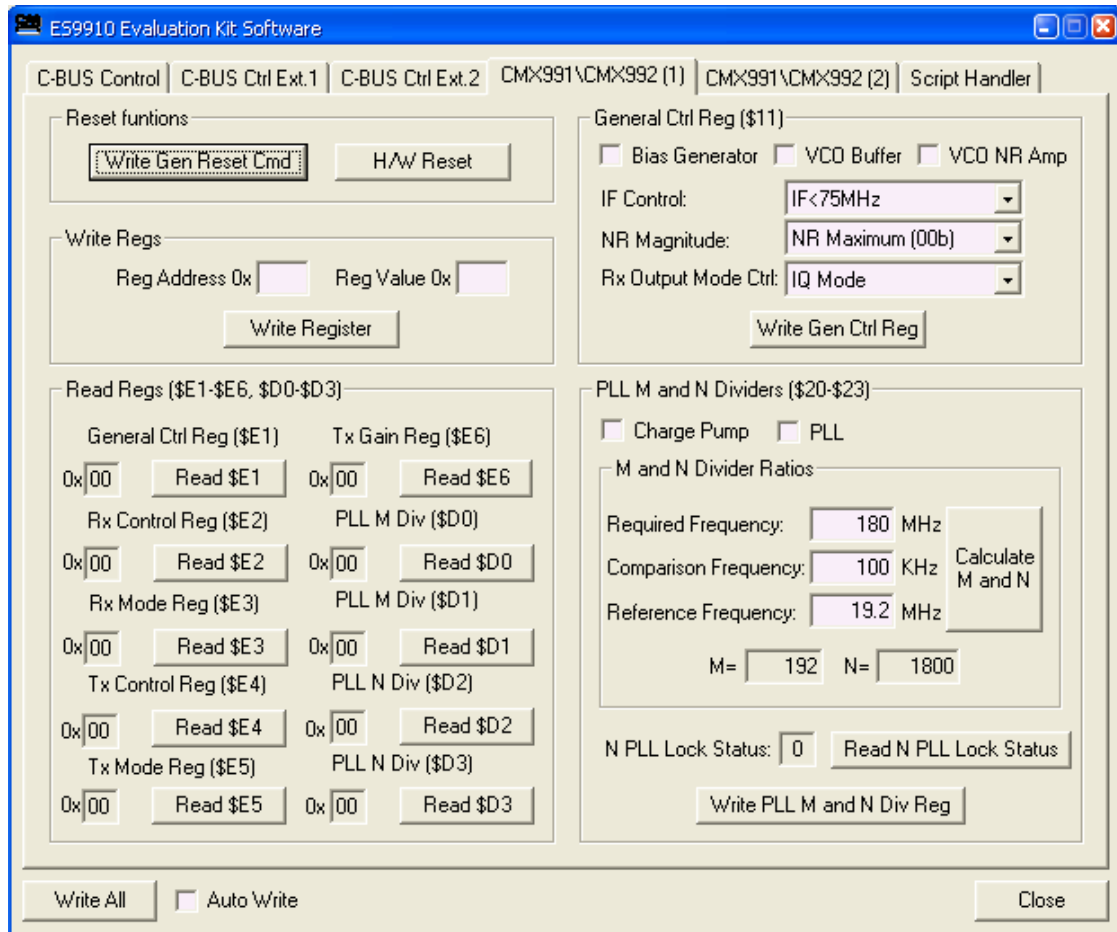 ES9910 Evaluation Kit Software
C-BUS Control C-BUS Ctrl Ext.1 C-BUS Ctrl Ext.2 CMX991\CMX992 (1) CMX991\CMX992 (2) Script Handler
Reset funtions
Write Gen Reset Cmd H/W Reset
Write Regs
Reg Address 0x Reg Value 0x
Write Register
Read Regs ($E1-$E6, $D0-$D3)
General Ctrl Reg ($E1) Tx Gain Reg ($E6)
0x 00 Read $E1 0x 00 Read $E6
Rx Control Reg ($E2) PLL M Div ($D0)
0x 00 Read $E2 0x 00 Read $D0
Rx Mode Reg ($E3) PLL M Div ($D1)
0x 00 Read $E3 0x 00 Read $D1
Tx Control Reg ($E4) PLL N Div ($D2)
0x 00 Read $E4 0x 00 Read $D2
Tx Mode Reg ($E5) PLL N Div ($D3)
0x 00 Read $E5 0x 00 Read $D3
General Ctrl Reg ($11)
Bias Generator VCO Buffer VCO NR Amp
IF Control: IF<75MHz
NR Magnitude: NR Maximum (00b)
Rx Output Mode Ctrl: IQ Mode
Write Gen Ctrl Reg
PLL M and N Dividers ($20-$23)
Charge Pump PLL
M and N Divider Ratios
Required Frequency: 180 MHz
Comparison Frequency: 100 KHz
Reference Frequency: 19.2 MHz
Calculate
M and N
M= 192 N= 1800
N PLL Lock Status: 0 Read N PLL Lock Status
Write PLL M and N Div Reg
Write All Auto Write Close